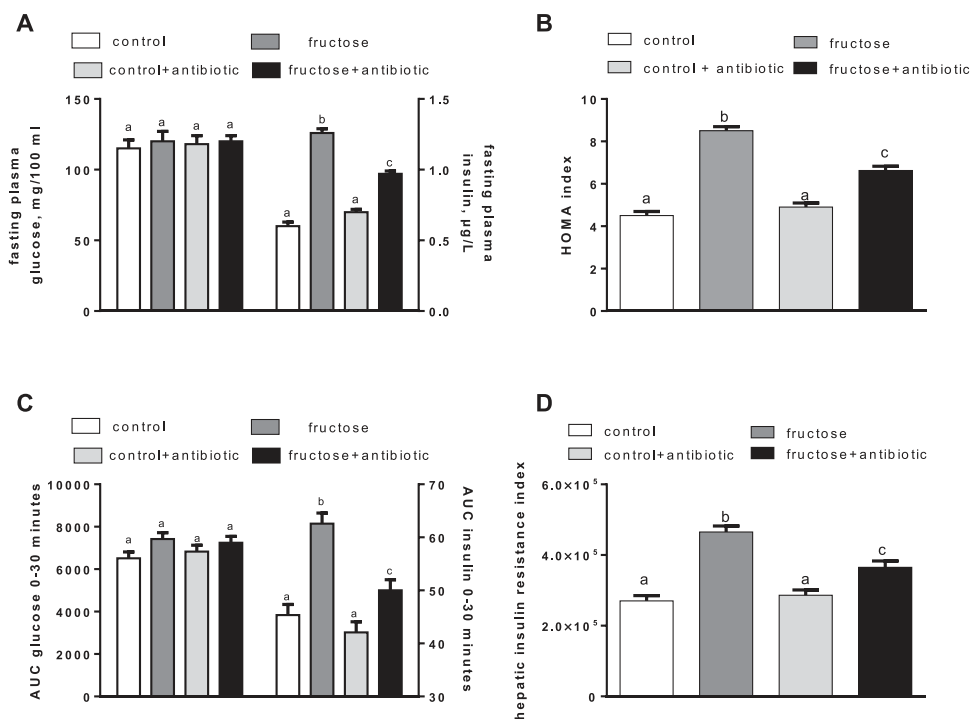 A
control
fructose
control+antibiotic
fructose+antibiotic
fasting plasma
glucose, mg/100 ml
150
100
50
0
a
a
a
a
a
b
a
c
1.5
1.0
0.5
0.0
fasting plasma
insulin, µg/L
B
control
fructose
control + antibiotic
fructose+antibiotic
HOMA index
10
8
6
4
2
0
a
b
a
c
C
control
fructose
control+antibiotic
fructose+antibiotic
AUC glucose 0-30 minutes
10000
8000
6000
4000
2000
0
a
a
a
a
a
b
a
c
70
60
50
40
30
AUC insulin 0-30 minutes
D
control
fructose
control+antibiotic
fructose+antibiotic
hepatic insulin resistance index
6.0×10⁵
4.0×10⁵
2.0×10⁵
0
a
b
a
c